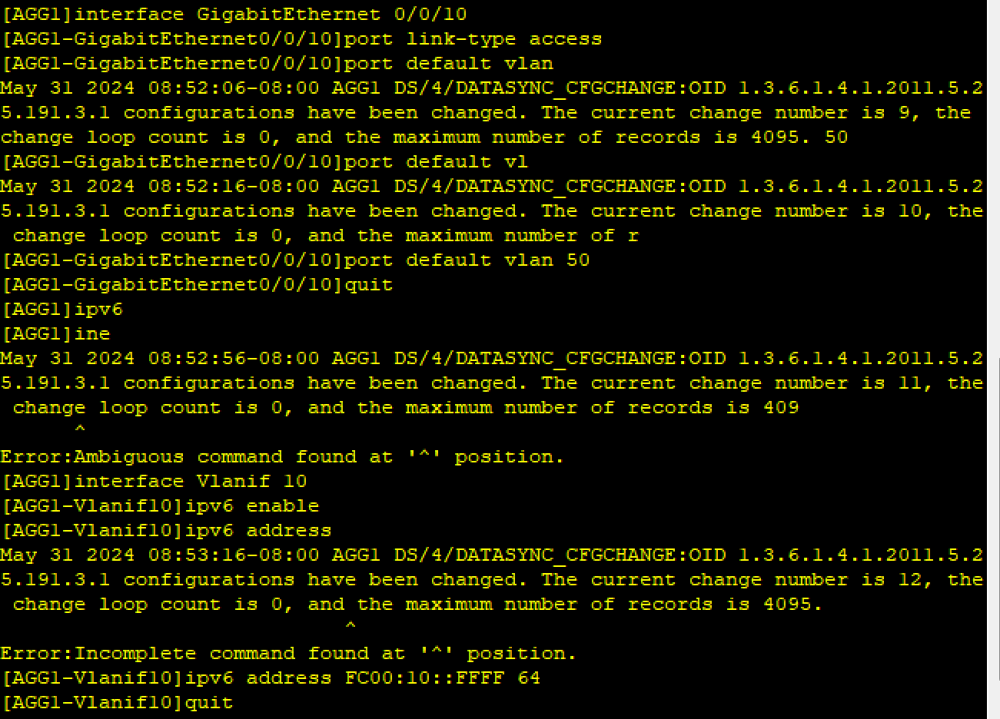 [AGG1]interface GigabitEthernet 0/0/10
[AGG1-GigabitEthernet0/0/10]port link-type access
[AGG1-GigabitEthernet0/0/10]port default vlan
May 31 2024 08:52:06-08:00 AGG1 DS/4/DATASYNC_CFGCHANGE:OID 1.3.6.1.4.1.2011.5.2
5.191.3.1 configurations have been changed. The current change number is 9, the
change loop count is 0, and the maximum number of records is 4095. 50
[AGG1-GigabitEthernet0/0/10]port default vl
May 31 2024 08:52:16-08:00 AGG1 DS/4/DATASYNC_CFGCHANGE:OID 1.3.6.1.4.1.2011.5.2
5.191.3.1 configurations have been changed. The current change number is 10, the
 change loop count is 0, and the maximum number of r
[AGG1-GigabitEthernet0/0/10]port default vlan 50
[AGG1-GigabitEthernet0/0/10]quit
[AGG1]ipv6
[AGG1]ine
May 31 2024 08:52:56-08:00 AGG1 DS/4/DATASYNC_CFGCHANGE:OID 1.3.6.1.4.1.2011.5.2
5.191.3.1 configurations have been changed. The current change number is 11, the
 change loop count is 0, and the maximum number of records is 409
      ^
Error:Ambiguous command found at '^' position.
[AGG1]interface Vlanif 10
[AGG1-Vlanif10]ipv6 enable
[AGG1-Vlanif10]ipv6 address
May 31 2024 08:53:16-08:00 AGG1 DS/4/DATASYNC_CFGCHANGE:OID 1.3.6.1.4.1.2011.5.2
5.191.3.1 configurations have been changed. The current change number is 12, the
 change loop count is 0, and the maximum number of records is 4095.
                            ^
Error:Incomplete command found at '^' position.
[AGG1-Vlanif10]ipv6 address FC00:10::FFFF 64
[AGG1-Vlanif10]quit